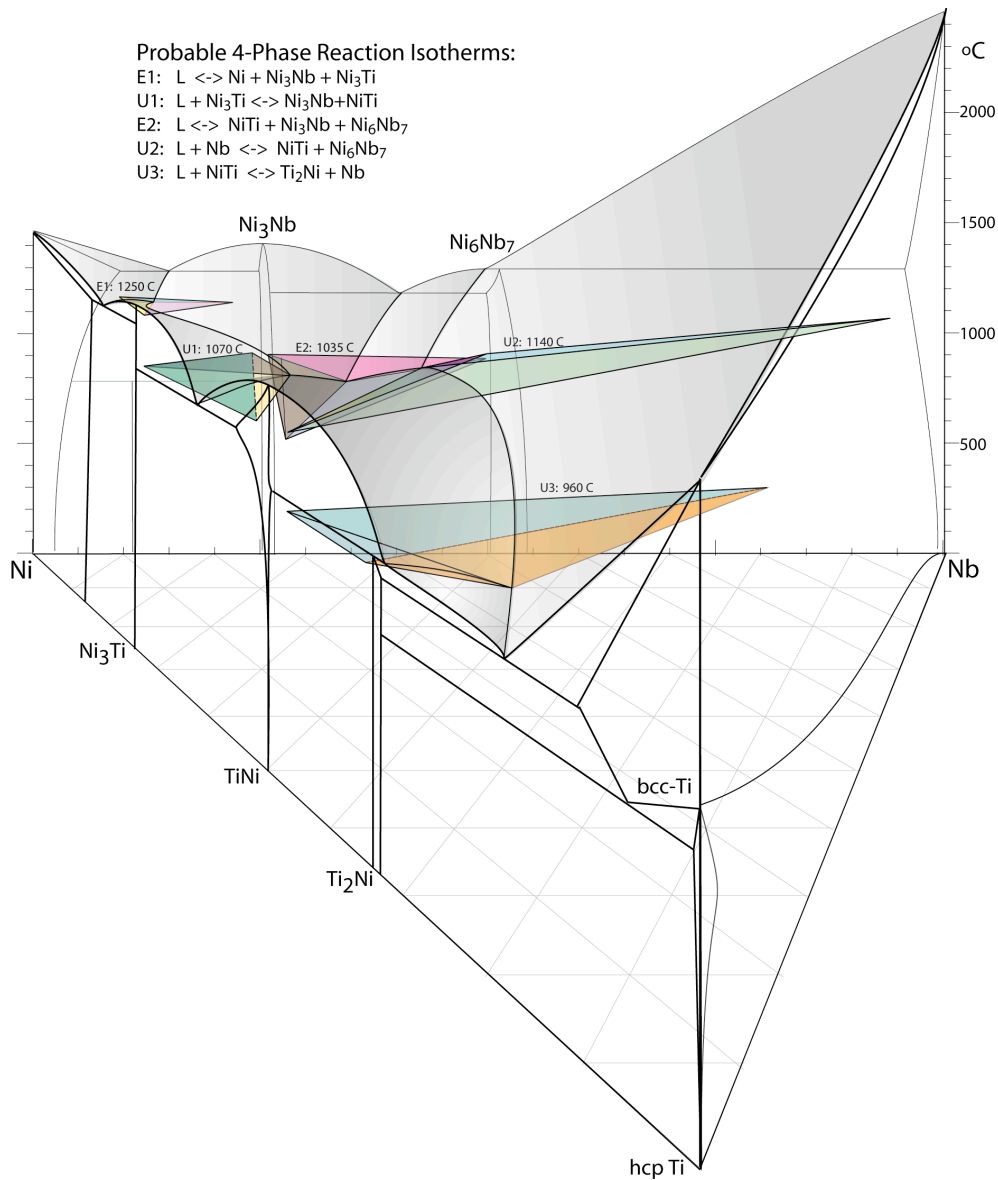 Probable 4-Phase Reaction Isotherms:
E1: L <-> Ni + Ni₃Nb + Ni₃Ti
U1: L + Ni₃Ti <-> Ni₃Nb+NiTi
E2: L <-> NiTi + Ni₃Nb + Ni₆Nb₇
U2: L + Nb <-> NiTi + Ni₆Nb₇
U3: L + NiTi <-> Ti₂Ni + Nb
oC
2000
Ni₃Nb
Ni₆Nb₇
1500
E1: 1250 C
1000
U1: 1070 C
E2: 1035 C
U2: 1140 C
500
U3: 960 C
Ni
Nb
Ni₃Ti
TiNi
bcc-Ti
Ti₂Ni
hcp Ti